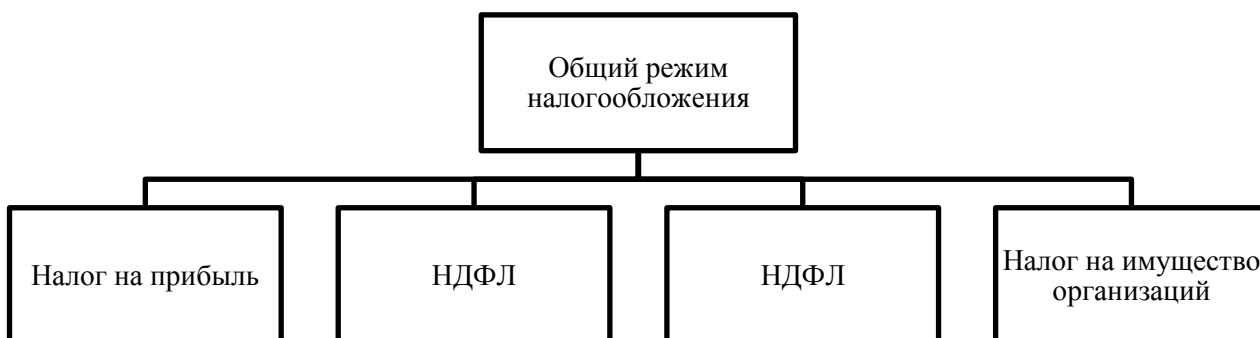 Общий режим
налогообложения
Налог на прибыль
НДФЛ
НДФЛ
Налог на имущество
организаций